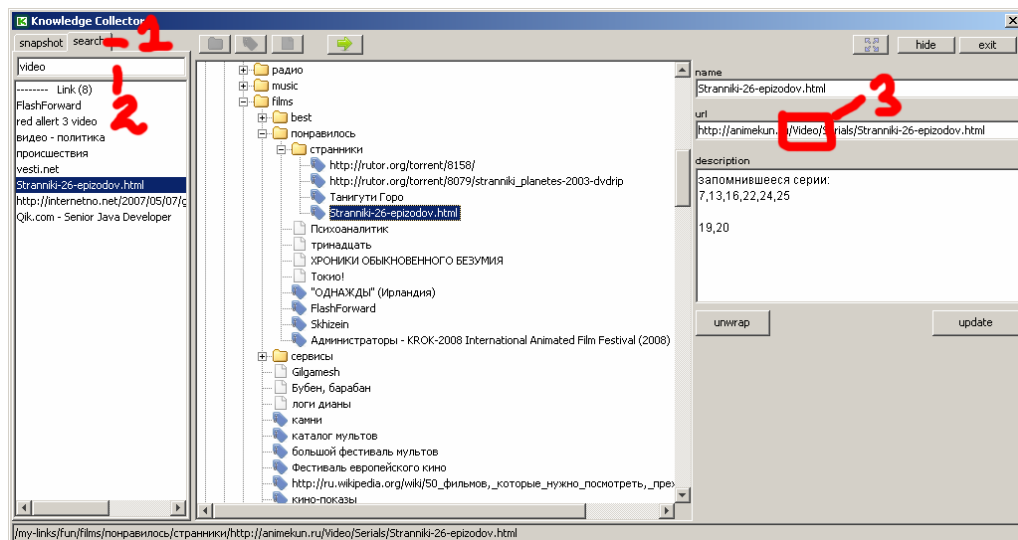 Knowledge Collector
snapshot search 1
hide exit
video
2
-------- Link (8)
FlashForward
red allert 3 video
видео - политика
происшествия
vesti.net
Stranniki-26-epizodov.html
http://internetno.net/2007/05/07/g
Qik.com - Senior Java Developer
радио
music
films
best
понравилось
странники
http://rutor.org/torrent/8158/
http://rutor.org/torrent/8079/stranniki_planetes-2003-dvdrip
Танигути Горо
Stranniki-26-epizodov.html
Психоаналитик
тринадцать
ХРОНИКИ ОБЫКНОВЕННОГО БЕЗУМИЯ
Токио!
"ОДНАЖДЫ" (Ирландия)
FlashForward
Skhizein
Администраторы - KROK-2008 International Animated Film Festival (2008)
сервисы
Gilgamesh
Бубен, барабан
логи дианы
камни
каталог мультов
большой фестиваль мультов
Фестиваль европейского кино
http://ru.wikipedia.org/wiki/50_фильмов,_которые_нужно_посмотреть,_прех
кино-показы
name
Stranniki-26-epizodov.html
3
url
http://animekun.ru/Video/Serials/Stranniki-26-epizodov.html
description
запомнившееся серии:
7,13,16,22,24,25
19,20
unwrap update
/my-links/fun/films/понравилось/странники/http://animekun.ru/Video/Serials/Stranniki-26-epizodov.html